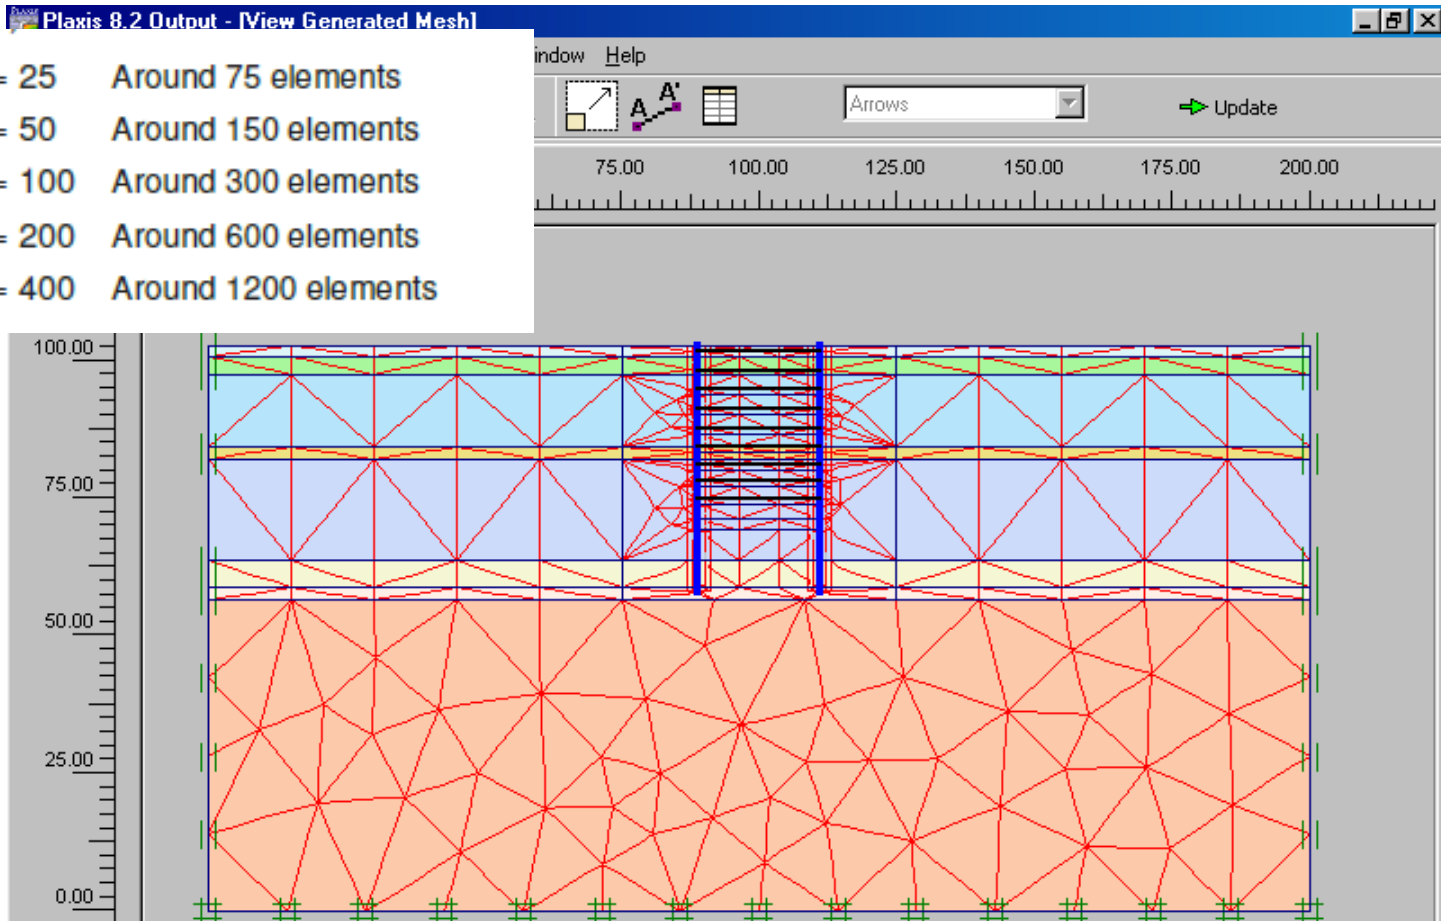 Plaxis 8.2 Output - [View Generated Mesh]
indow Help
= 25 Around 75 elements
= 50 Around 150 elements
= 100 Around 300 elements
= 200 Around 600 elements
= 400 Around 1200 elements
A A*
Arrows
Update
75.00 100.00 125.00 150.00 175.00 200.00
100.00
75.00
50.00
25.00
0.00